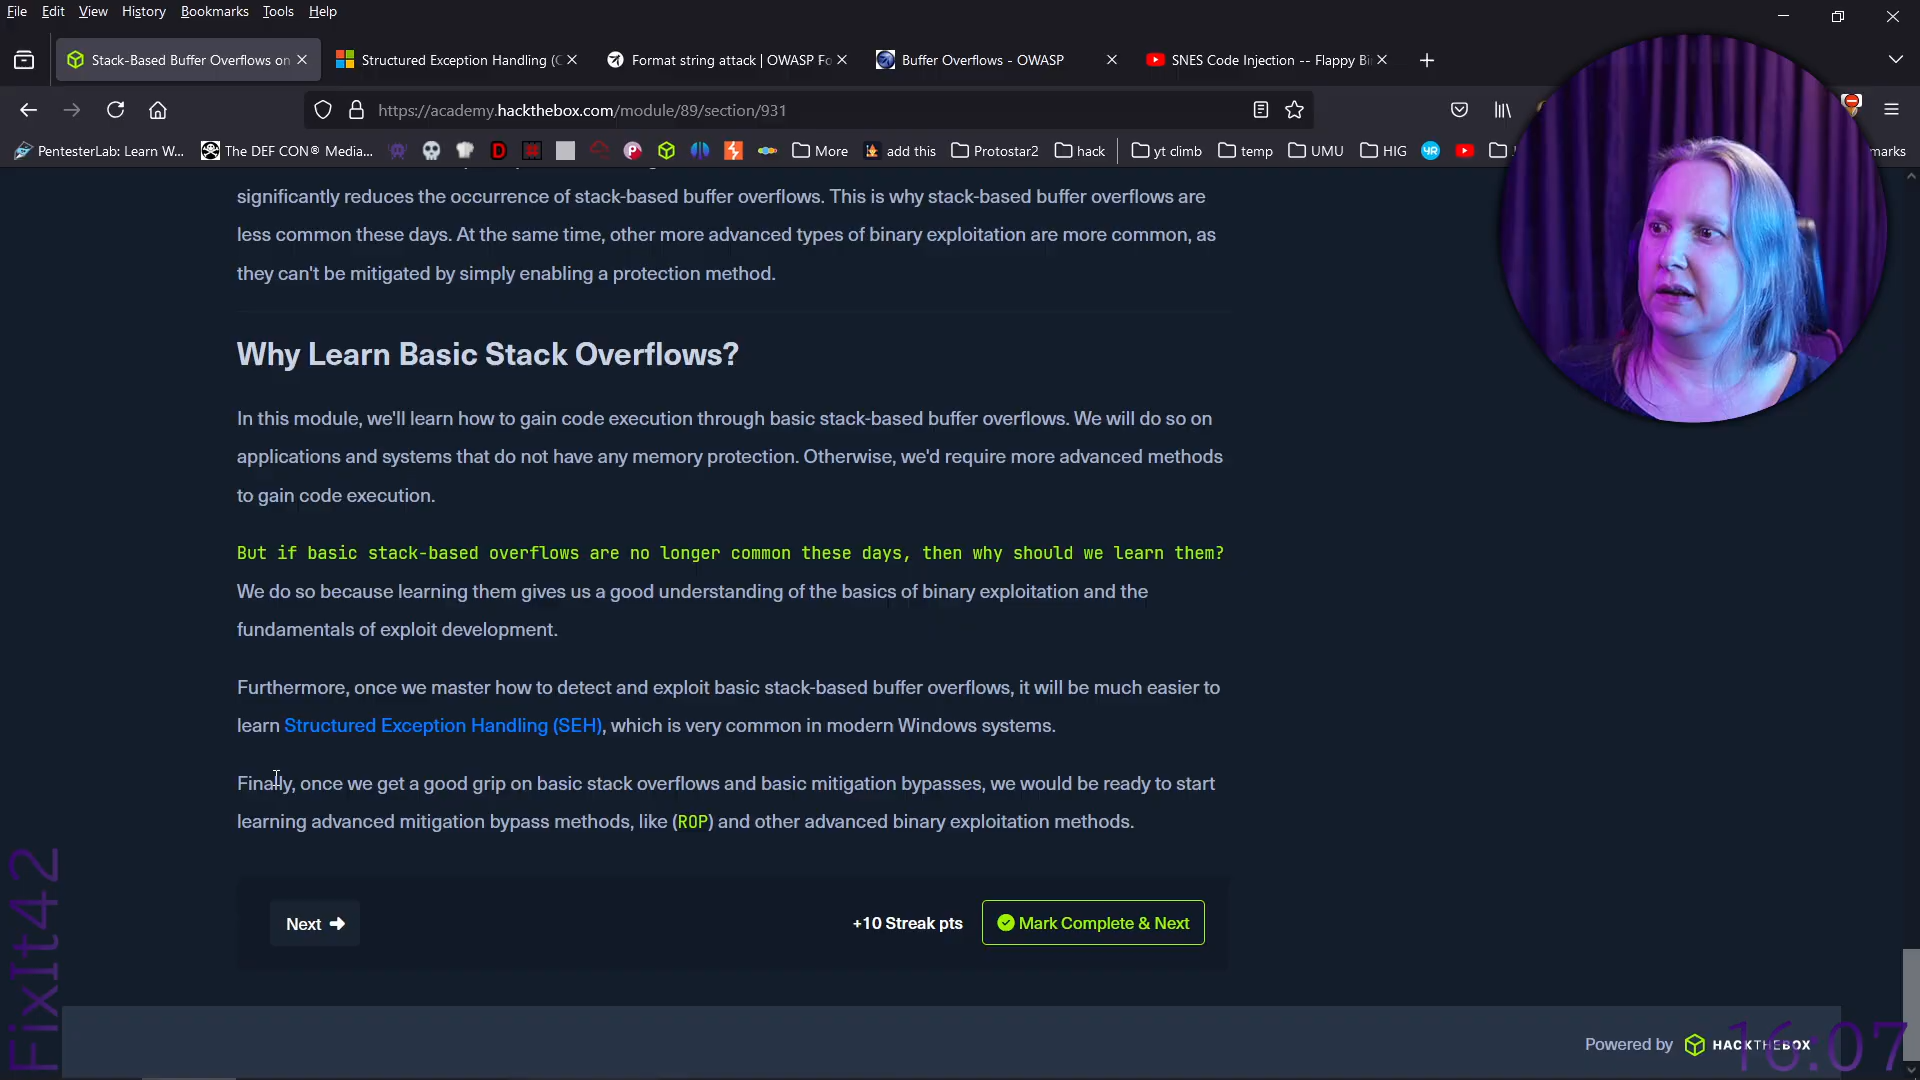 File Edit View History Bookmarks Tools Help
Stack-Based Buffer Overflows on
Structured Exception Handling (C
Format string attack | OWASP Fo
Buffer Overflows - OWASP
SNES Code Injection -- Flappy Bi
https://academy.hackthebox.com/module/89/section/931
PentesterLab: Learn W...
The DEF CON® Media...
More
add this
Protostar2
hack
yt climb
temp
UMU
HIG
marks
significantly reduces the occurrence of stack-based buffer overflows. This is why stack-based buffer overflows are
less common these days. At the same time, other more advanced types of binary exploitation are more common, as
they can't be mitigated by simply enabling a protection method.
Why Learn Basic Stack Overflows?
In this module, we'll learn how to gain code execution through basic stack-based buffer overflows. We will do so on
applications and systems that do not have any memory protection. Otherwise, we'd require more advanced methods
to gain code execution.
But if basic stack-based overflows are no longer common these days, then why should we learn them?
We do so because learning them gives us a good understanding of the basics of binary exploitation and the
fundamentals of exploit development.
Furthermore, once we master how to detect and exploit basic stack-based buffer overflows, it will be much easier to
learn Structured Exception Handling (SEH), which is very common in modern Windows systems.
Finally, once we get a good grip on basic stack overflows and basic mitigation bypasses, we would be ready to start
learning advanced mitigation bypass methods, like (ROP) and other advanced binary exploitation methods.
Next
+10 Streak pts
Mark Complete & Next
FixIt42
Powered by HACKTHEBOX
16:07